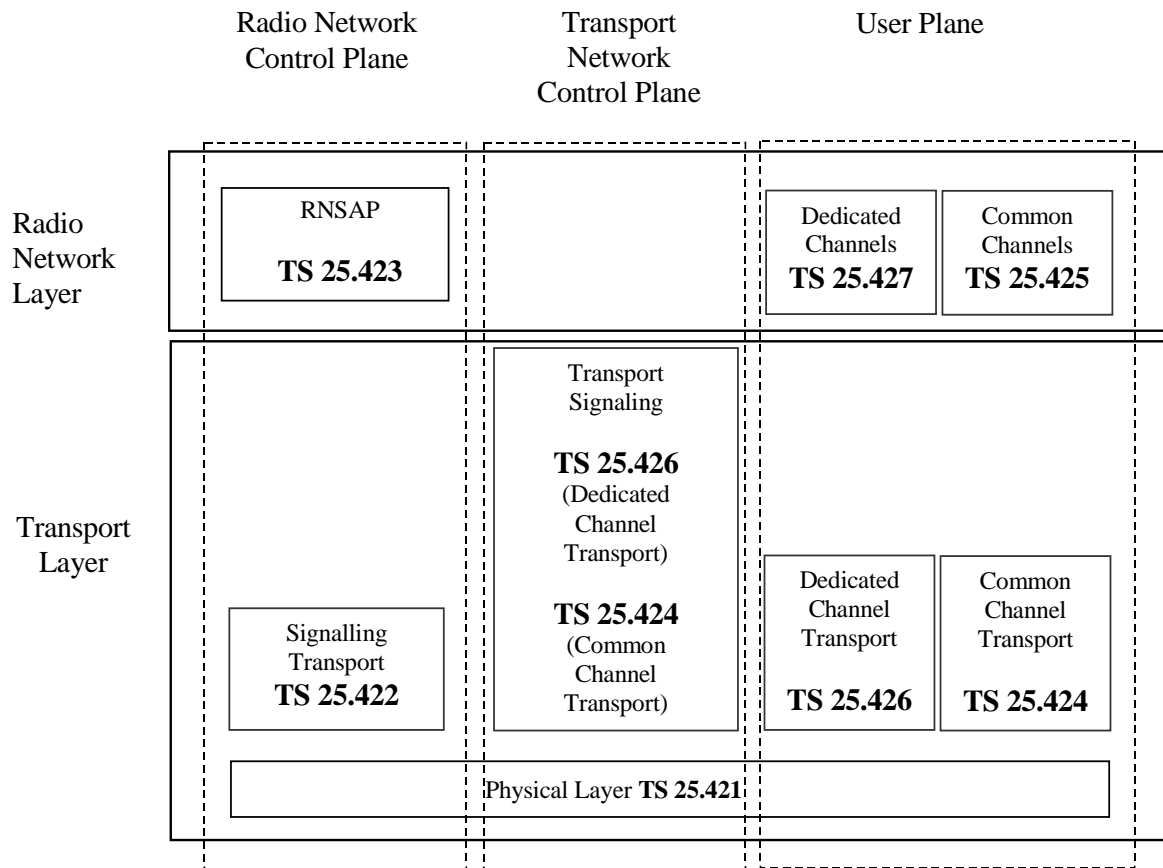 Radio Network
Control Plane
Transport
Network
Control Plane
User Plane
Radio
Network
Layer
RNSAP
TS 25.423
Dedicated
Channels
TS 25.427
Common
Channels
TS 25.425
Transport
Layer
Transport
Signaling
TS 25.426
(Dedicated
Channel
Transport)
TS 25.424
(Common
Channel
Transport)
Signalling
Transport
TS 25.422
Dedicated
Channel
Transport
TS 25.426
Common
Channel
Transport
TS 25.424
Physical Layer TS 25.421